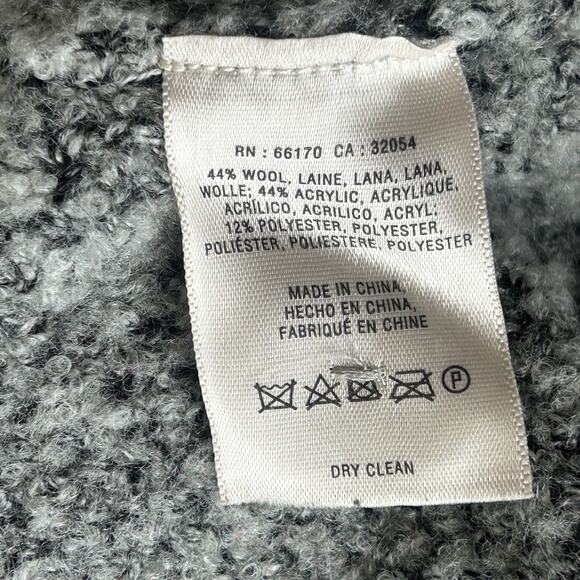 RN : 66170 CA : 32054
44% WOOL, LAINE, LANA, LANA,
WOLLE; 44% ACRYLIC, ACRYLIQUE,
ACRÍLICO, ACRILICO, ACRYL;
12% POLYESTER, POLYESTER,
POLIÉSTER, POLIESTERE, POLYESTER
MADE IN CHINA,
HECHO EN CHINA,
FABRIQUÉ EN CHINE
P
DRY CLEAN